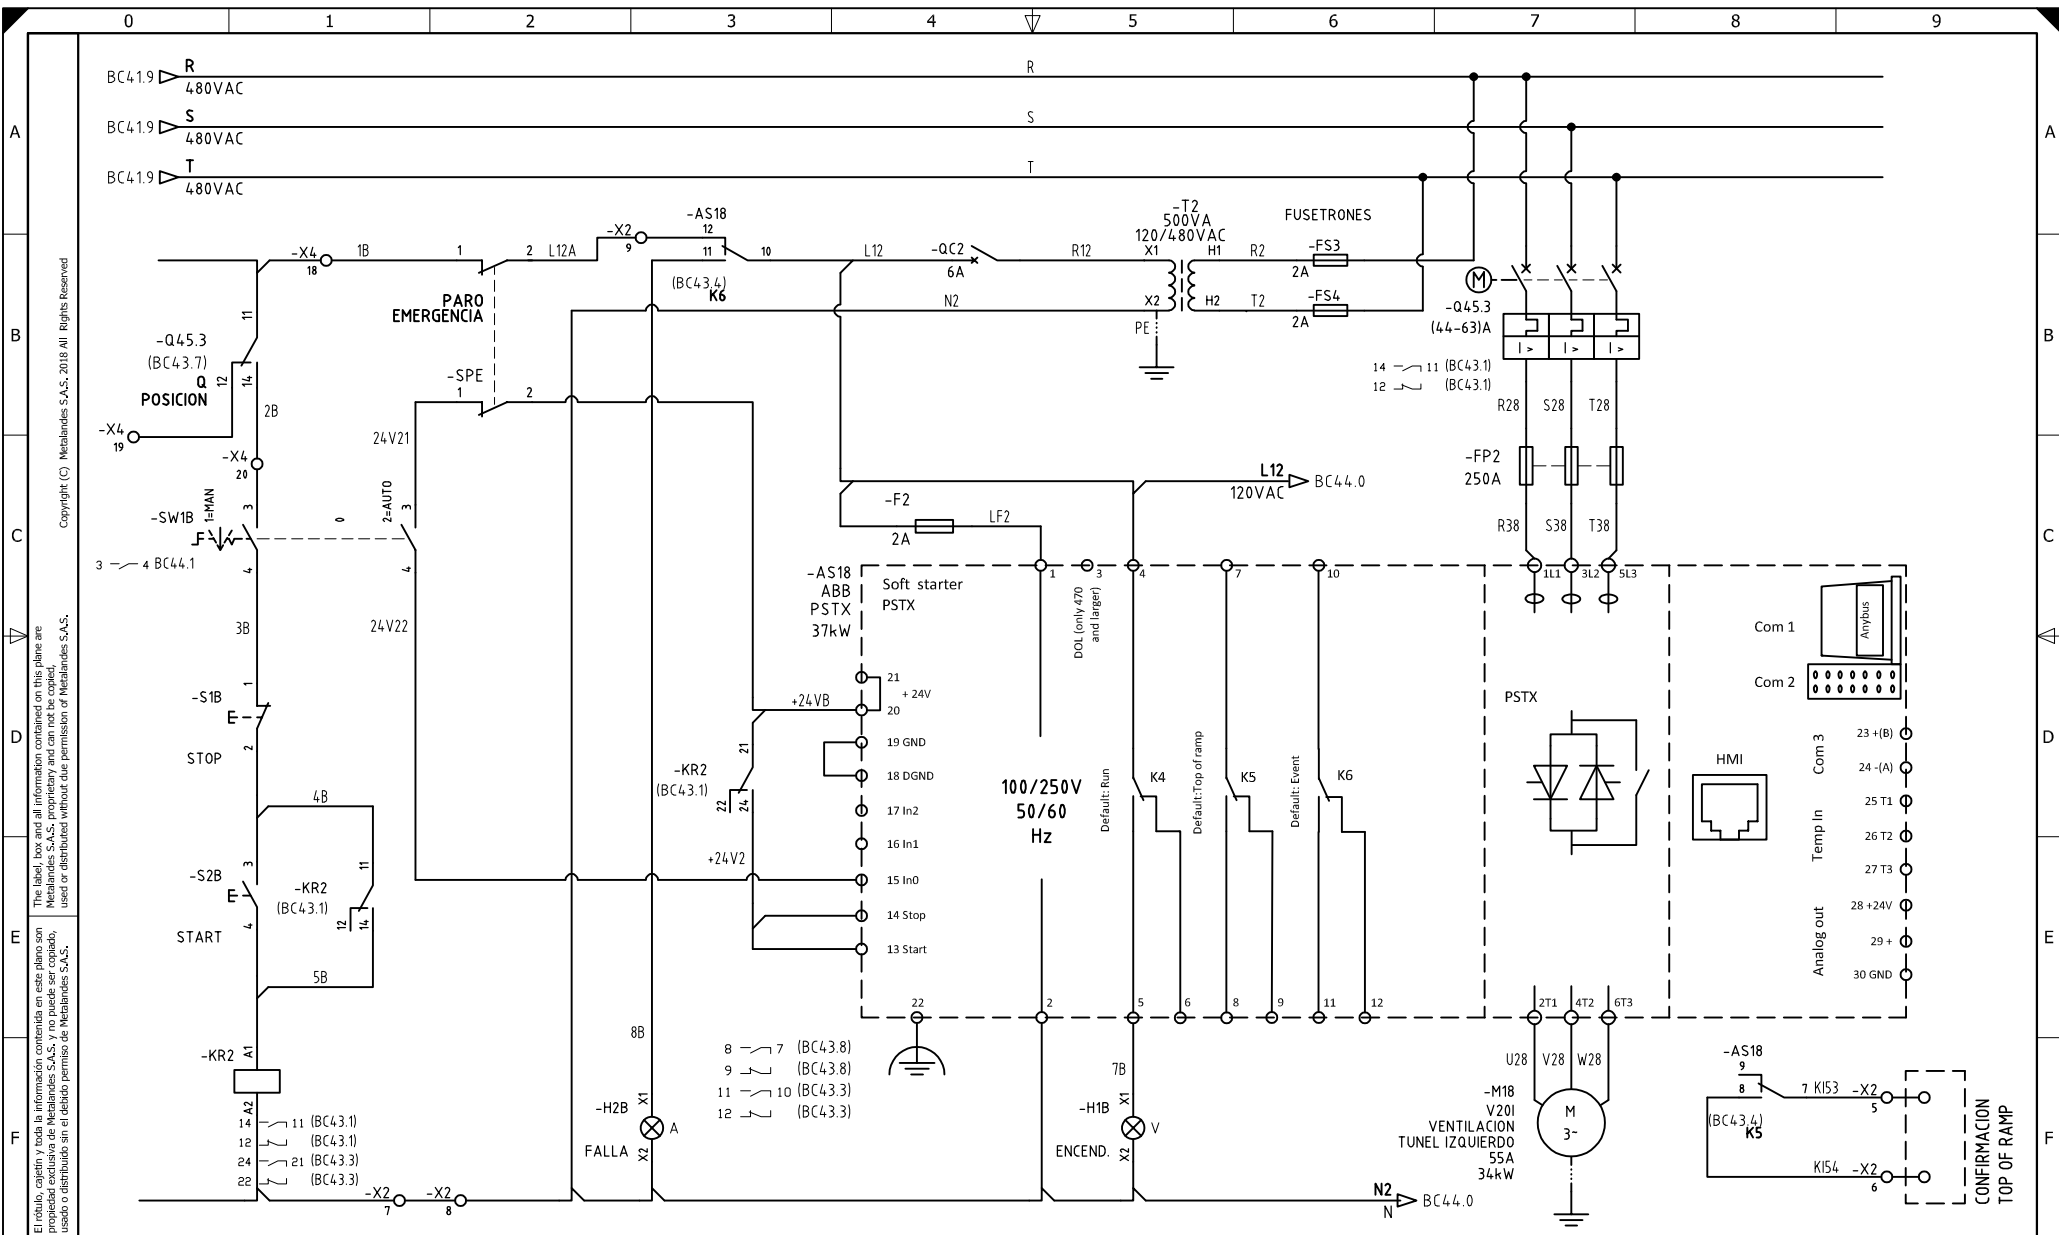 0 1 2 3 4 5 6 7 8 9
BC41.9 R R
480VAC
A BC41.9 S S A
480VAC
BC41.9 T T
480VAC
-AS18
12
-X2
9
11 10
(BC43.4)
K6
-X4
18
1B
1 2
L12A
L12
-QC2
6A
R12
-T2
500VA
120/480VAC
X1 H1
X2 H2
PE
N2
FUSETRONES
R2 -FS3
2A
T2 -FS4
2A
M
-Q45.3
(44-63)A
I > I > I >
14 11 (BC43.1)
12 (BC43.1)
R28 S28 T28
-FP2
250A
R38 S38 T38
PARO
EMERGENCIA
-SPE
1 2
B B
11
-Q45.3
(BC43.7)
Q
POSICION
12
14
2B
-X4
19
-X4
20
24V21
L12
120VAC
BC44.0
-F2
2A
LF2
C C
-SW1B
1=MAN
0
2=AUTO
3
4
3
4
3 4 BC44.1
3B
24V22
-AS18
ABB
PSTX
37kW
Soft starter
PSTX
1 3 4 7 10
DOL (only 470
and larger)
1L1 3L2 5L3
Com 1
Anybus
Com 2
D D
-S1B
1
2
STOP
+24VB
21
+ 24V
20
19 GND
18 DGND
17 In2
16 In1
15 In0
14 Stop
13 Start
-KR2
(BC43.1)
21
22
24
+24V2
100/250V
50/60
Hz
Default: Run
K4
Default:Top of ramp
K5
Default: Event
K6
PSTX
HMI
Com 3
23 +(B)
24 -(A)
Temp In
25 T1
26 T2
27 T3
Analog out
28 +24V
29 +
30 GND
4B
-S2B
3
4
START
-KR2
(BC43.1)
11
12
14
5B
E E
22 2 5 6 8 9 11 12
2T1 4T2 6T3
8B
7B
U28 V28 W28
-KR2
A1
A2
14 11 (BC43.1)
12 (BC43.1)
24 21 (BC43.3)
22 (BC43.3)
8 7 (BC43.8)
9 (BC43.8)
11 10 (BC43.3)
12 (BC43.3)
F F
-H2B
X1
X2
A
FALLA
-H1B
X1
X2
V
ENCEND.
-M18
V20I
VENTILACION
TUNEL IZQUIERDO
55A
34kW
M
3~
-AS18
9
8 7 KI53 -X2
5
(BC43.4)
K5
KI54 -X2
6
CONFIRMACION
TOP OF RAMP
-X2
7
-X2
8
N2
N
BC44.0
Copyright (C) Metalandes S.A.S. 2018 All Rights Reserved
The label, box and all information contained on this plane are
Metalandes S.A.S. proprietary and can not be copied,
used or distributed without due permission of Metalandes S.A.S.
El rótulo, cajetín y toda la información contenida en este plano son
propiedad exclusiva de Metalandes S.A.S. y no puede ser copiado,
usado o distribuido sin el debido permiso de Metalandes S.A.S.